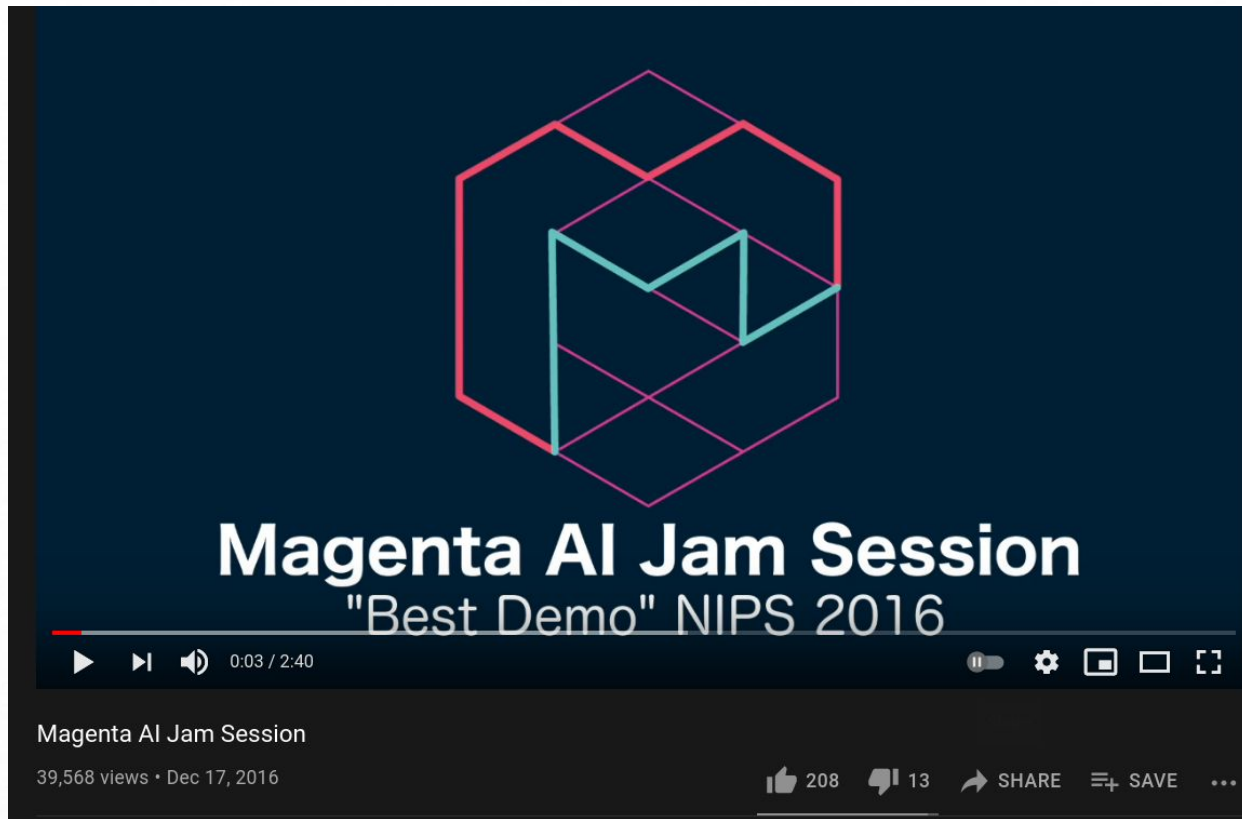 Magenta AI Jam Session
"Best Demo" NIPS 2016
0:03 / 2:40
Magenta AI Jam Session
39,568 views • Dec 17, 2016
208
13
SHARE
SAVE